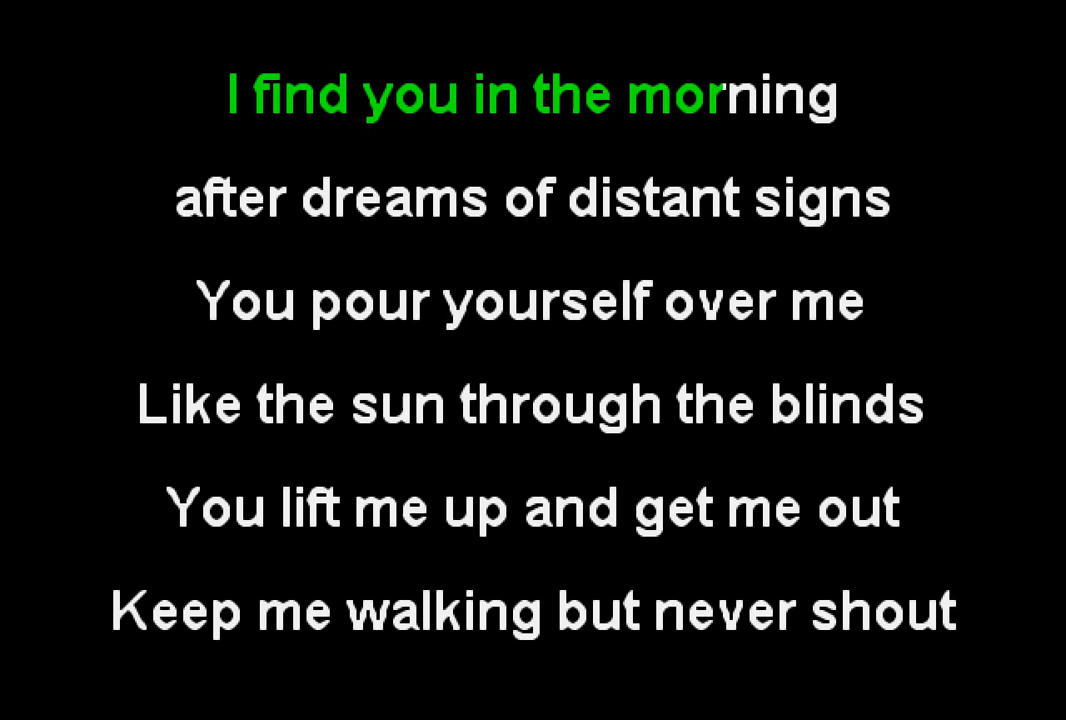 I find you in the morning
after dreams of distant signs
You pour yourself over me
Like the sun through the blinds
You lift me up and get me out
Keep me walking but never shout